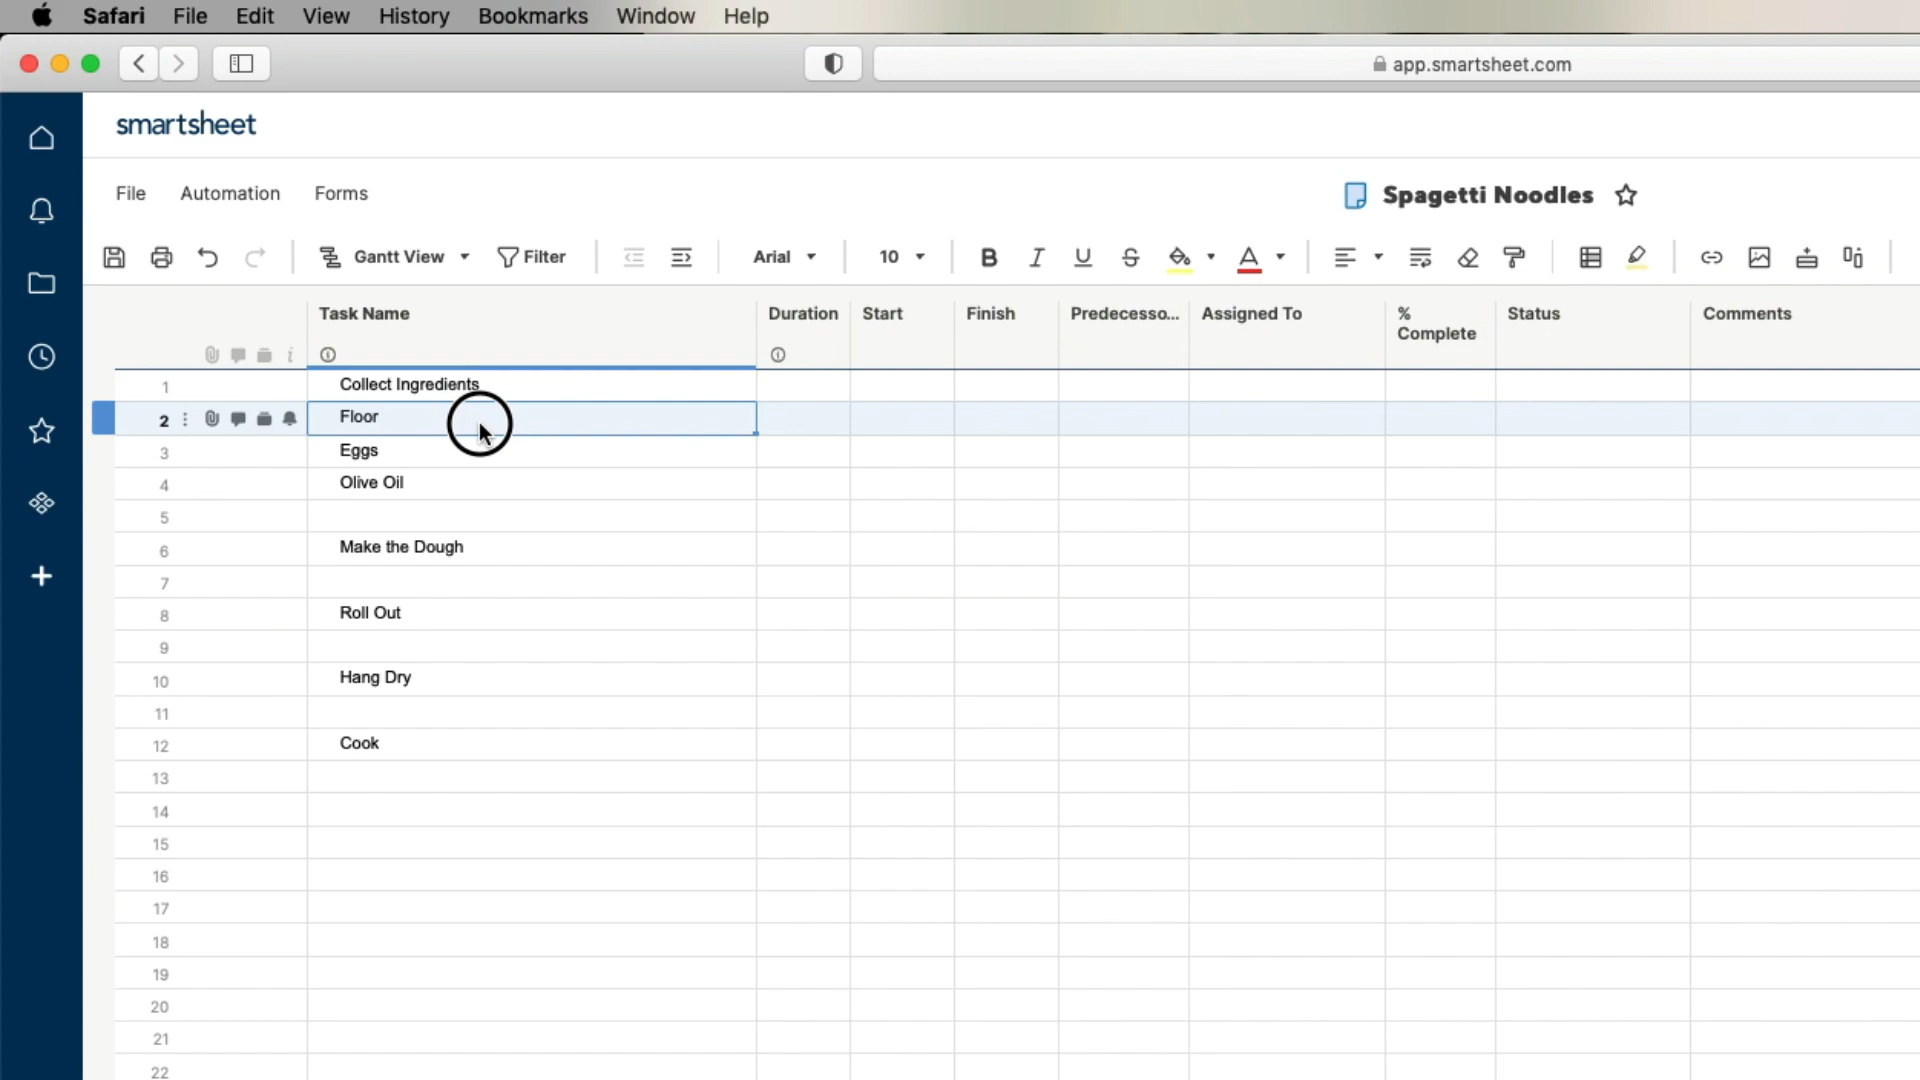 Safari File Edit View History Bookmarks Window Help
app.smartsheet.com
smartsheet
File Automation Forms
Spagetti Noodles
Gantt View Filter Arial 10 B I U S A
Task Name Duration Start Finish Predecesso... Assigned To % Complete Status Comments
1 Collect Ingredients
2 Floor
3 Eggs
4 Olive Oil
5
6 Make the Dough
7
8 Roll Out
9
10 Hang Dry
11
12 Cook
13
14
15
16
17
18
19
20
21
22